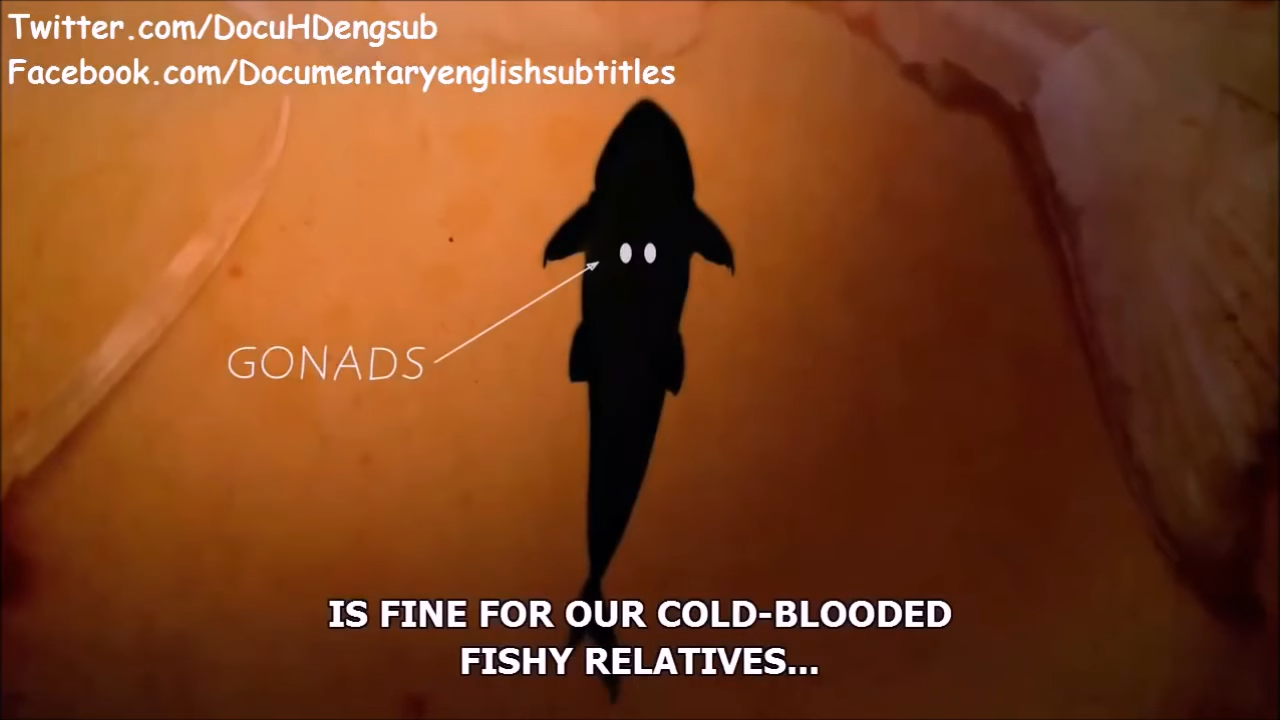 Twitter.com/DocuHDengsub
Facebook.com/Documentaryenglishsubtitles
GONADS
IS FINE FOR OUR COLD-BLOODED
FISHY RELATIVES...